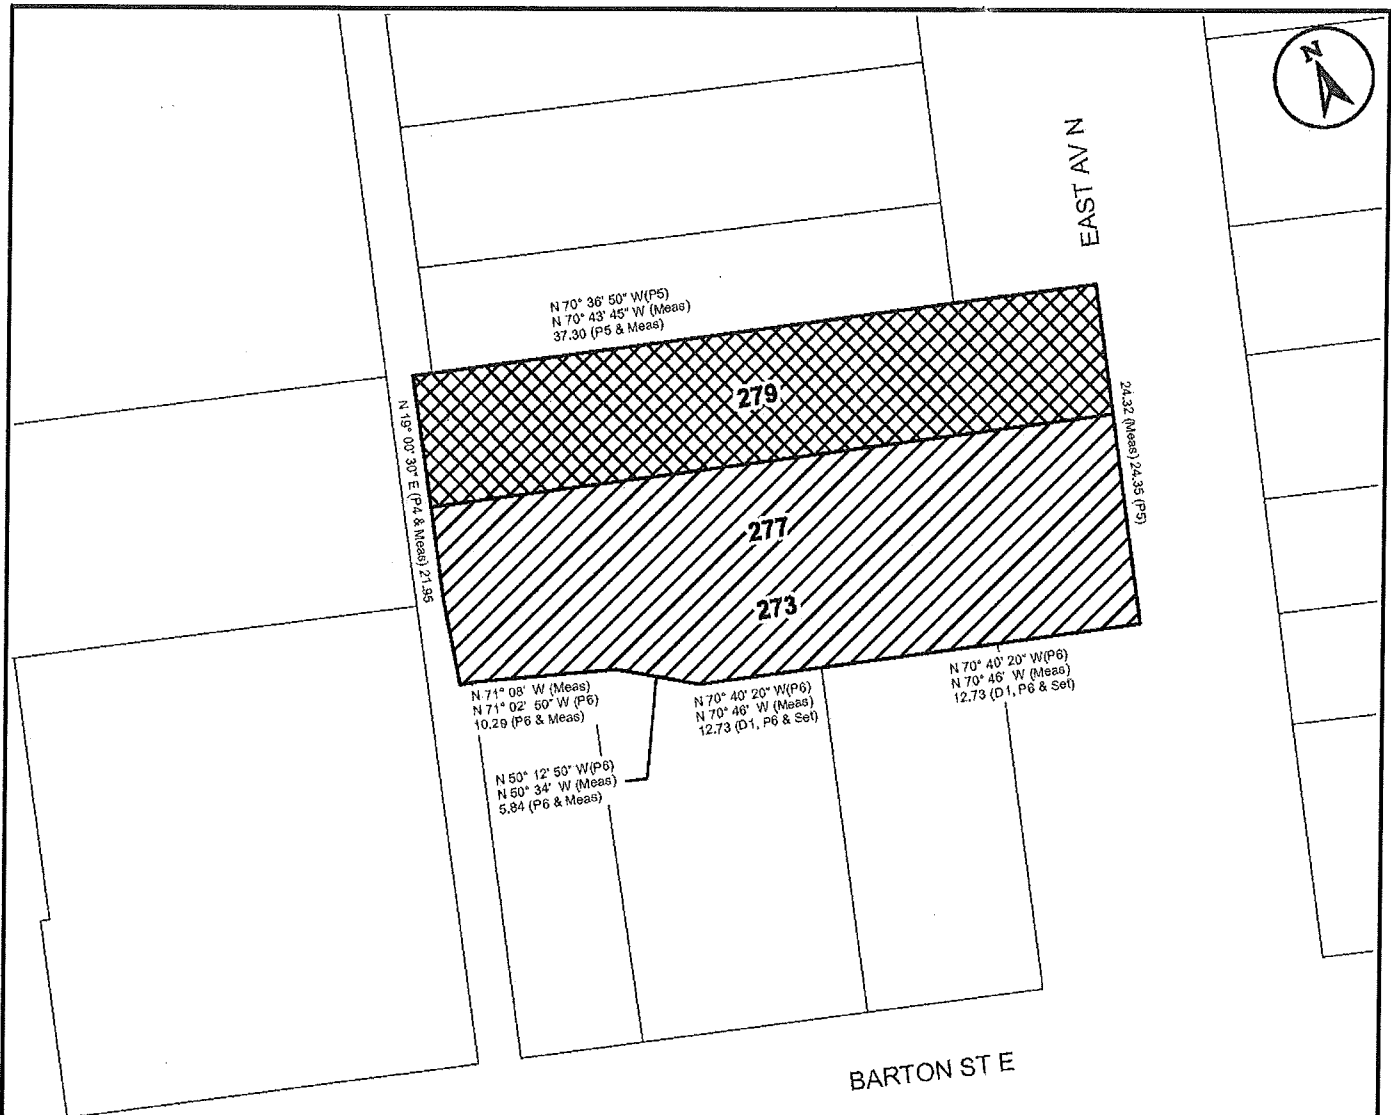 N
EAST AV N
N 70° 36' 50" W(P5)
N 70° 43' 45" W (Meas)
37.30 (P5 & Meas)
279
N 19° 00' 30" E (P4 & Meas) 21.95
24.32 (Meas) 24.35 (P5)
277
273
N 71° 08' W (Meas)
N 71° 02' 50" W (P6)
10.29 (P6 & Meas)
N 70° 40' 20" W(P6)
N 70° 46' W (Meas)
12.73 (D1, P6 & Set)
N 70° 40' 20" W(P6)
N 70° 46' W (Meas)
12.73 (D1, P6 & Set)
N 50° 12' 50" W(P6)
N 50° 34' W (Meas)
5.84 (P6 & Meas)
BARTON ST E